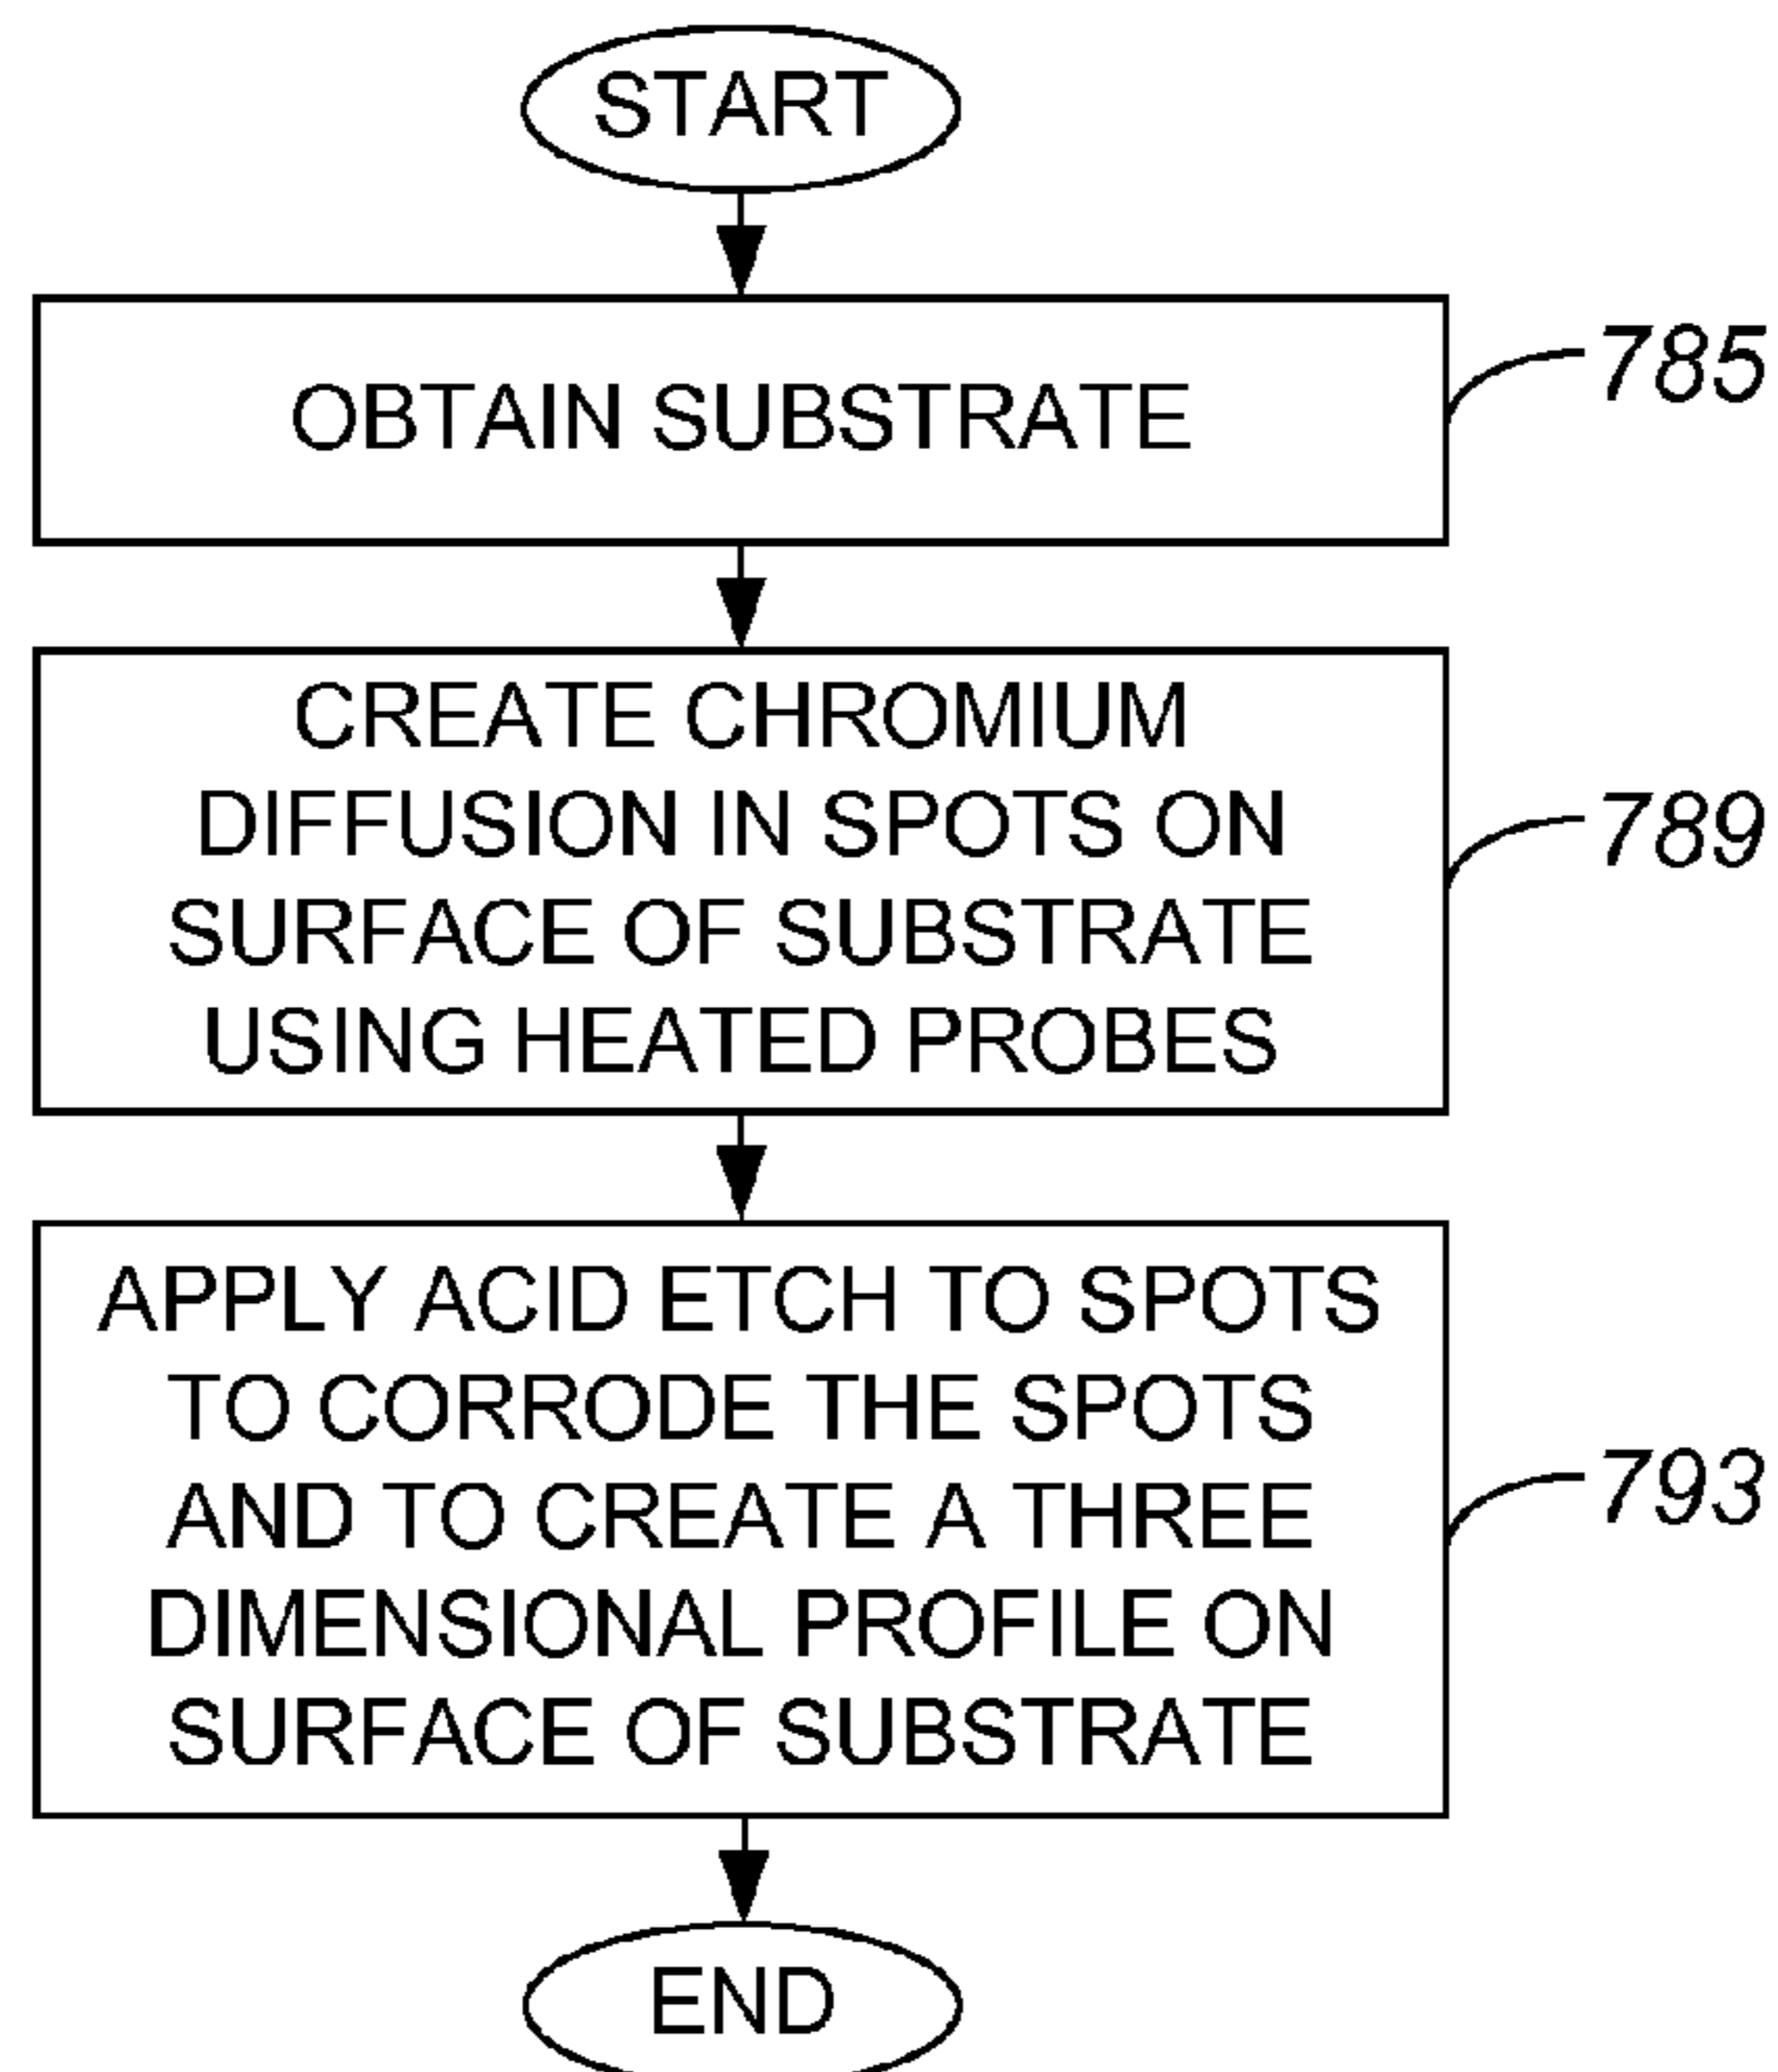 START
OBTAIN SUBSTRATE
785
CREATE CHROMIUM
DIFFUSION IN SPOTS ON
SURFACE OF SUBSTRATE
USING HEATED PROBES
789
APPLY ACID ETCH TO SPOTS
TO CORRODE THE SPOTS
AND TO CREATE A THREE
DIMENSIONAL PROFILE ON
SURFACE OF SUBSTRATE
793
END